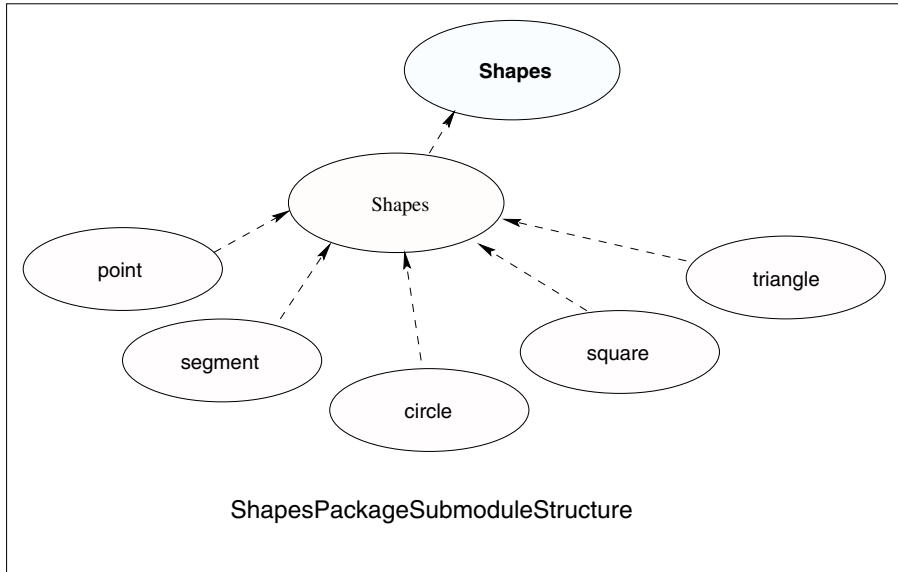 Shapes
Shapes
point
triangle
segment
square
circle
ShapesPackageSubmoduleStructure